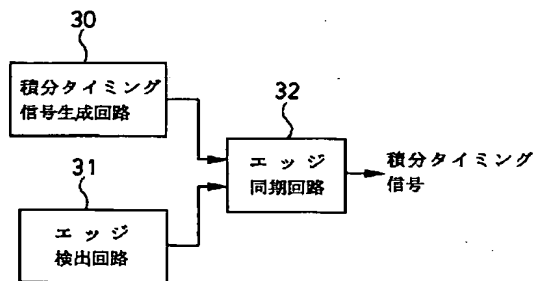 30
積分タイミング
信号生成回路
31
エッジ
検出回路
32
エッジ
同期回路
積分タイミング
信号